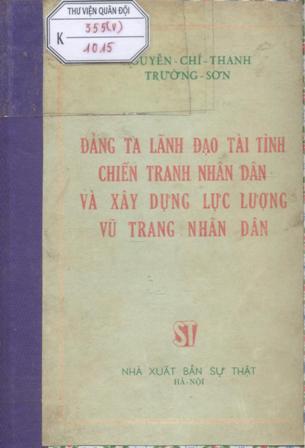 THƯ VIỆN QUÂN ĐỘI
K
355(V)
1015
GUYỄN-CHÍ-THANH
TRƯỜNG-SƠN
ĐẢNG TA LÃNH ĐẠO TÀI TÌNH
CHIẾN TRANH NHÂN DÂN
VÀ XÂY DỰNG LỰC LƯỢNG
VŨ TRANG NHÂN DÂN
ST
NHÀ XUẤT BẢN SỰ THẬT
HÀ-NỘI